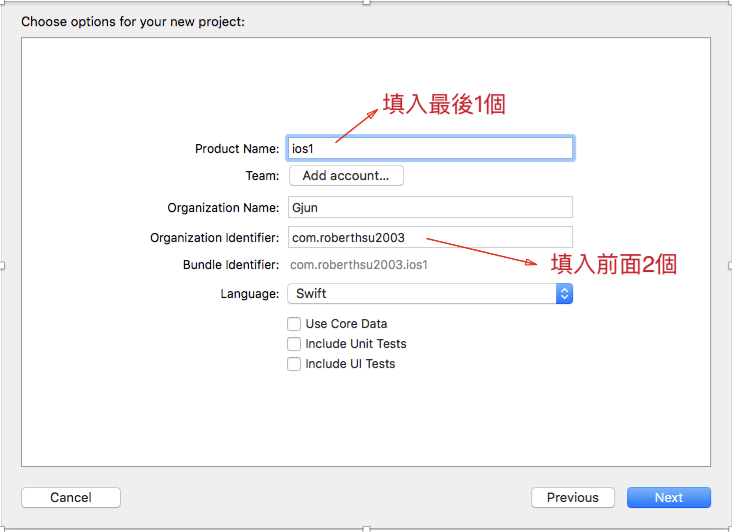 Choose options for your new project:
填入最後1個
Product Name: ios1
Team: Add account...
Organization Name: Gjun
Organization Identifier: com.roberthsu2003
填入前面2個
Bundle Identifier: com.roberthsu2003.ios1
Language: Swift
Use Core Data
Include Unit Tests
Include UI Tests
Cancel Previous Next